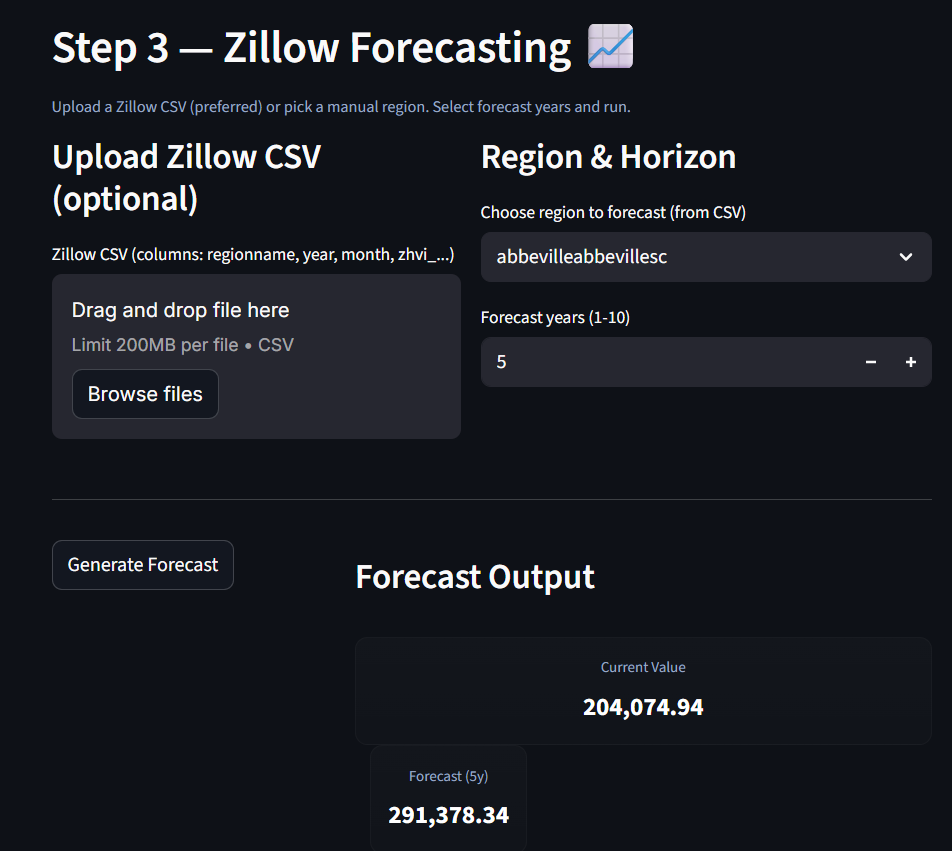 Step 3 — Zillow Forecasting
Upload a Zillow CSV (preferred) or pick a manual region. Select forecast years and run.
Upload Zillow CSV
(optional)
Zillow CSV (columns: regionname, year, month, zhvi_...)
Drag and drop file here
Limit 200MB per file • CSV
Browse files
Region & Horizon
Choose region to forecast (from CSV)
abbevilleabbevillesc
Forecast years (1-10)
5
Generate Forecast
Forecast Output
Current Value
204,074.94
Forecast (5y)
291,378.34